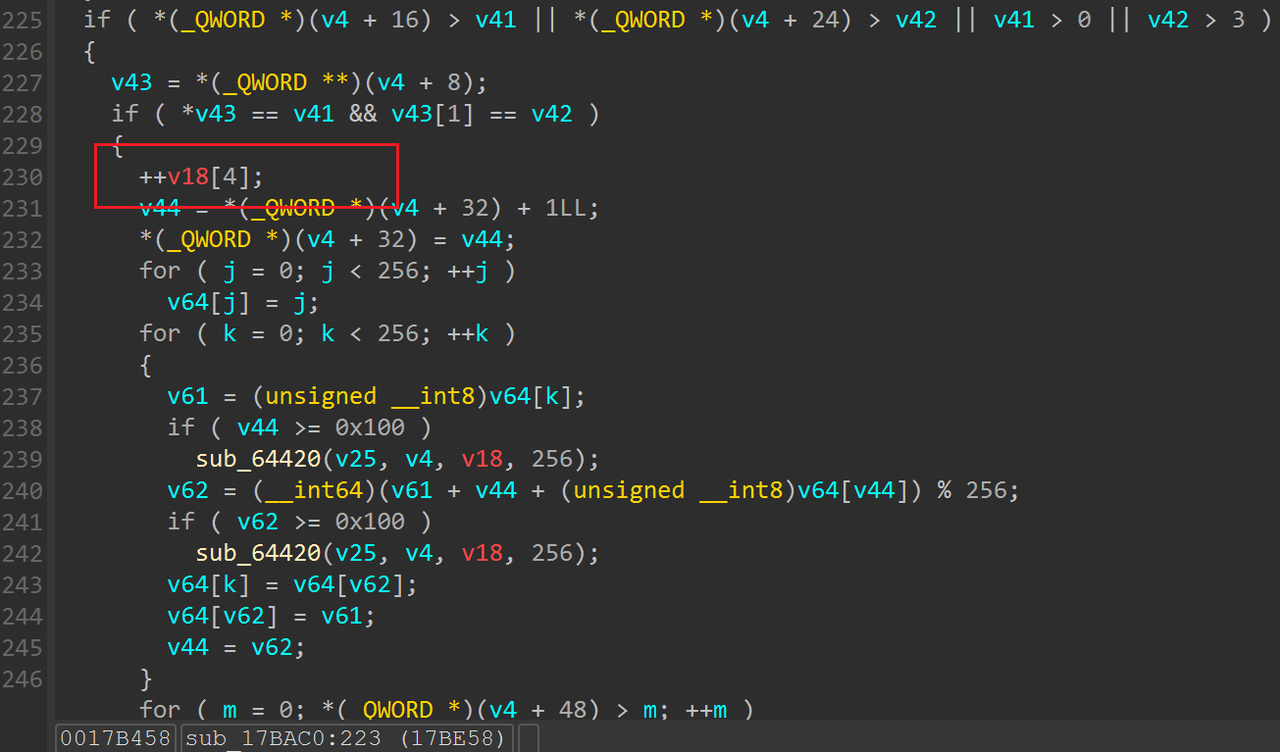 225 if ( *(_QWORD *)(v4 + 16) > v41 || *(_QWORD *)(v4 + 24) > v42 || v41 > 0 || v42 > 3 )
226 {
227 v43 = *(_QWORD **)(v4 + 8);
228 if ( *v43 == v41 && v43[1] == v42 )
229 {
230 ++v18[4];
231 v44 = *(_QWORD *)(v4 + 32) + 1LL;
232 *(_QWORD *)(v4 + 32) = v44;
233 for ( j = 0; j < 256; ++j )
234 v64[j] = j;
235 for ( k = 0; k < 256; ++k )
236 {
237 v61 = (unsigned __int8)v64[k];
238 if ( v44 >= 0x100 )
239 sub_64420(v25, v4, v18, 256);
240 v62 = (__int64)(v61 + v44 + (unsigned __int8)v64[v44]) % 256;
241 if ( v62 >= 0x100 )
242 sub_64420(v25, v4, v18, 256);
243 v64[k] = v64[v62];
244 v64[v62] = v61;
245 v44 = v62;
246 }
for ( m = 0; *(_QWORD *)(v4 + 48) > m; ++m )
0017B458 sub_17BAC0:223 (17BE58)